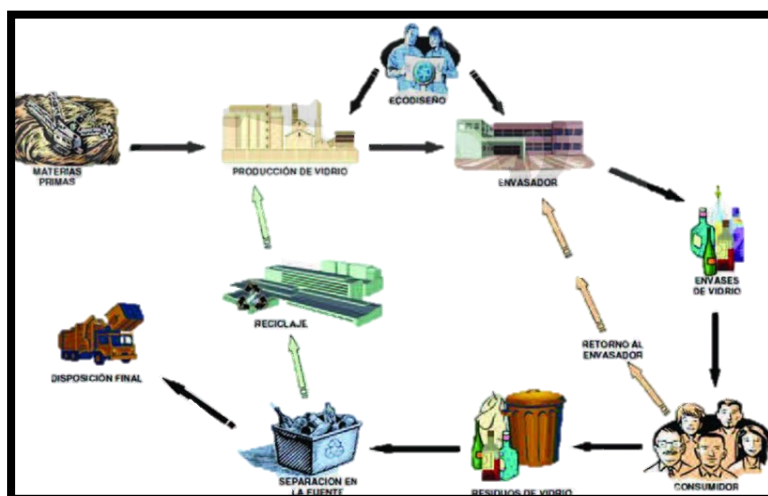 ECODISEÑO
MATERIAS
PRIMAS
PRODUCCIÓN DE VIDRIO
ENVASADOR
ENVASES
DE VIDRIO
RECICLAJE
RETORNO AL
ENVASADOR
DISPOSICIÓN FINAL
SEPARACION EN
LA FUENTE
RESIDUOS DE VIDRIO
CONSUMIDOR